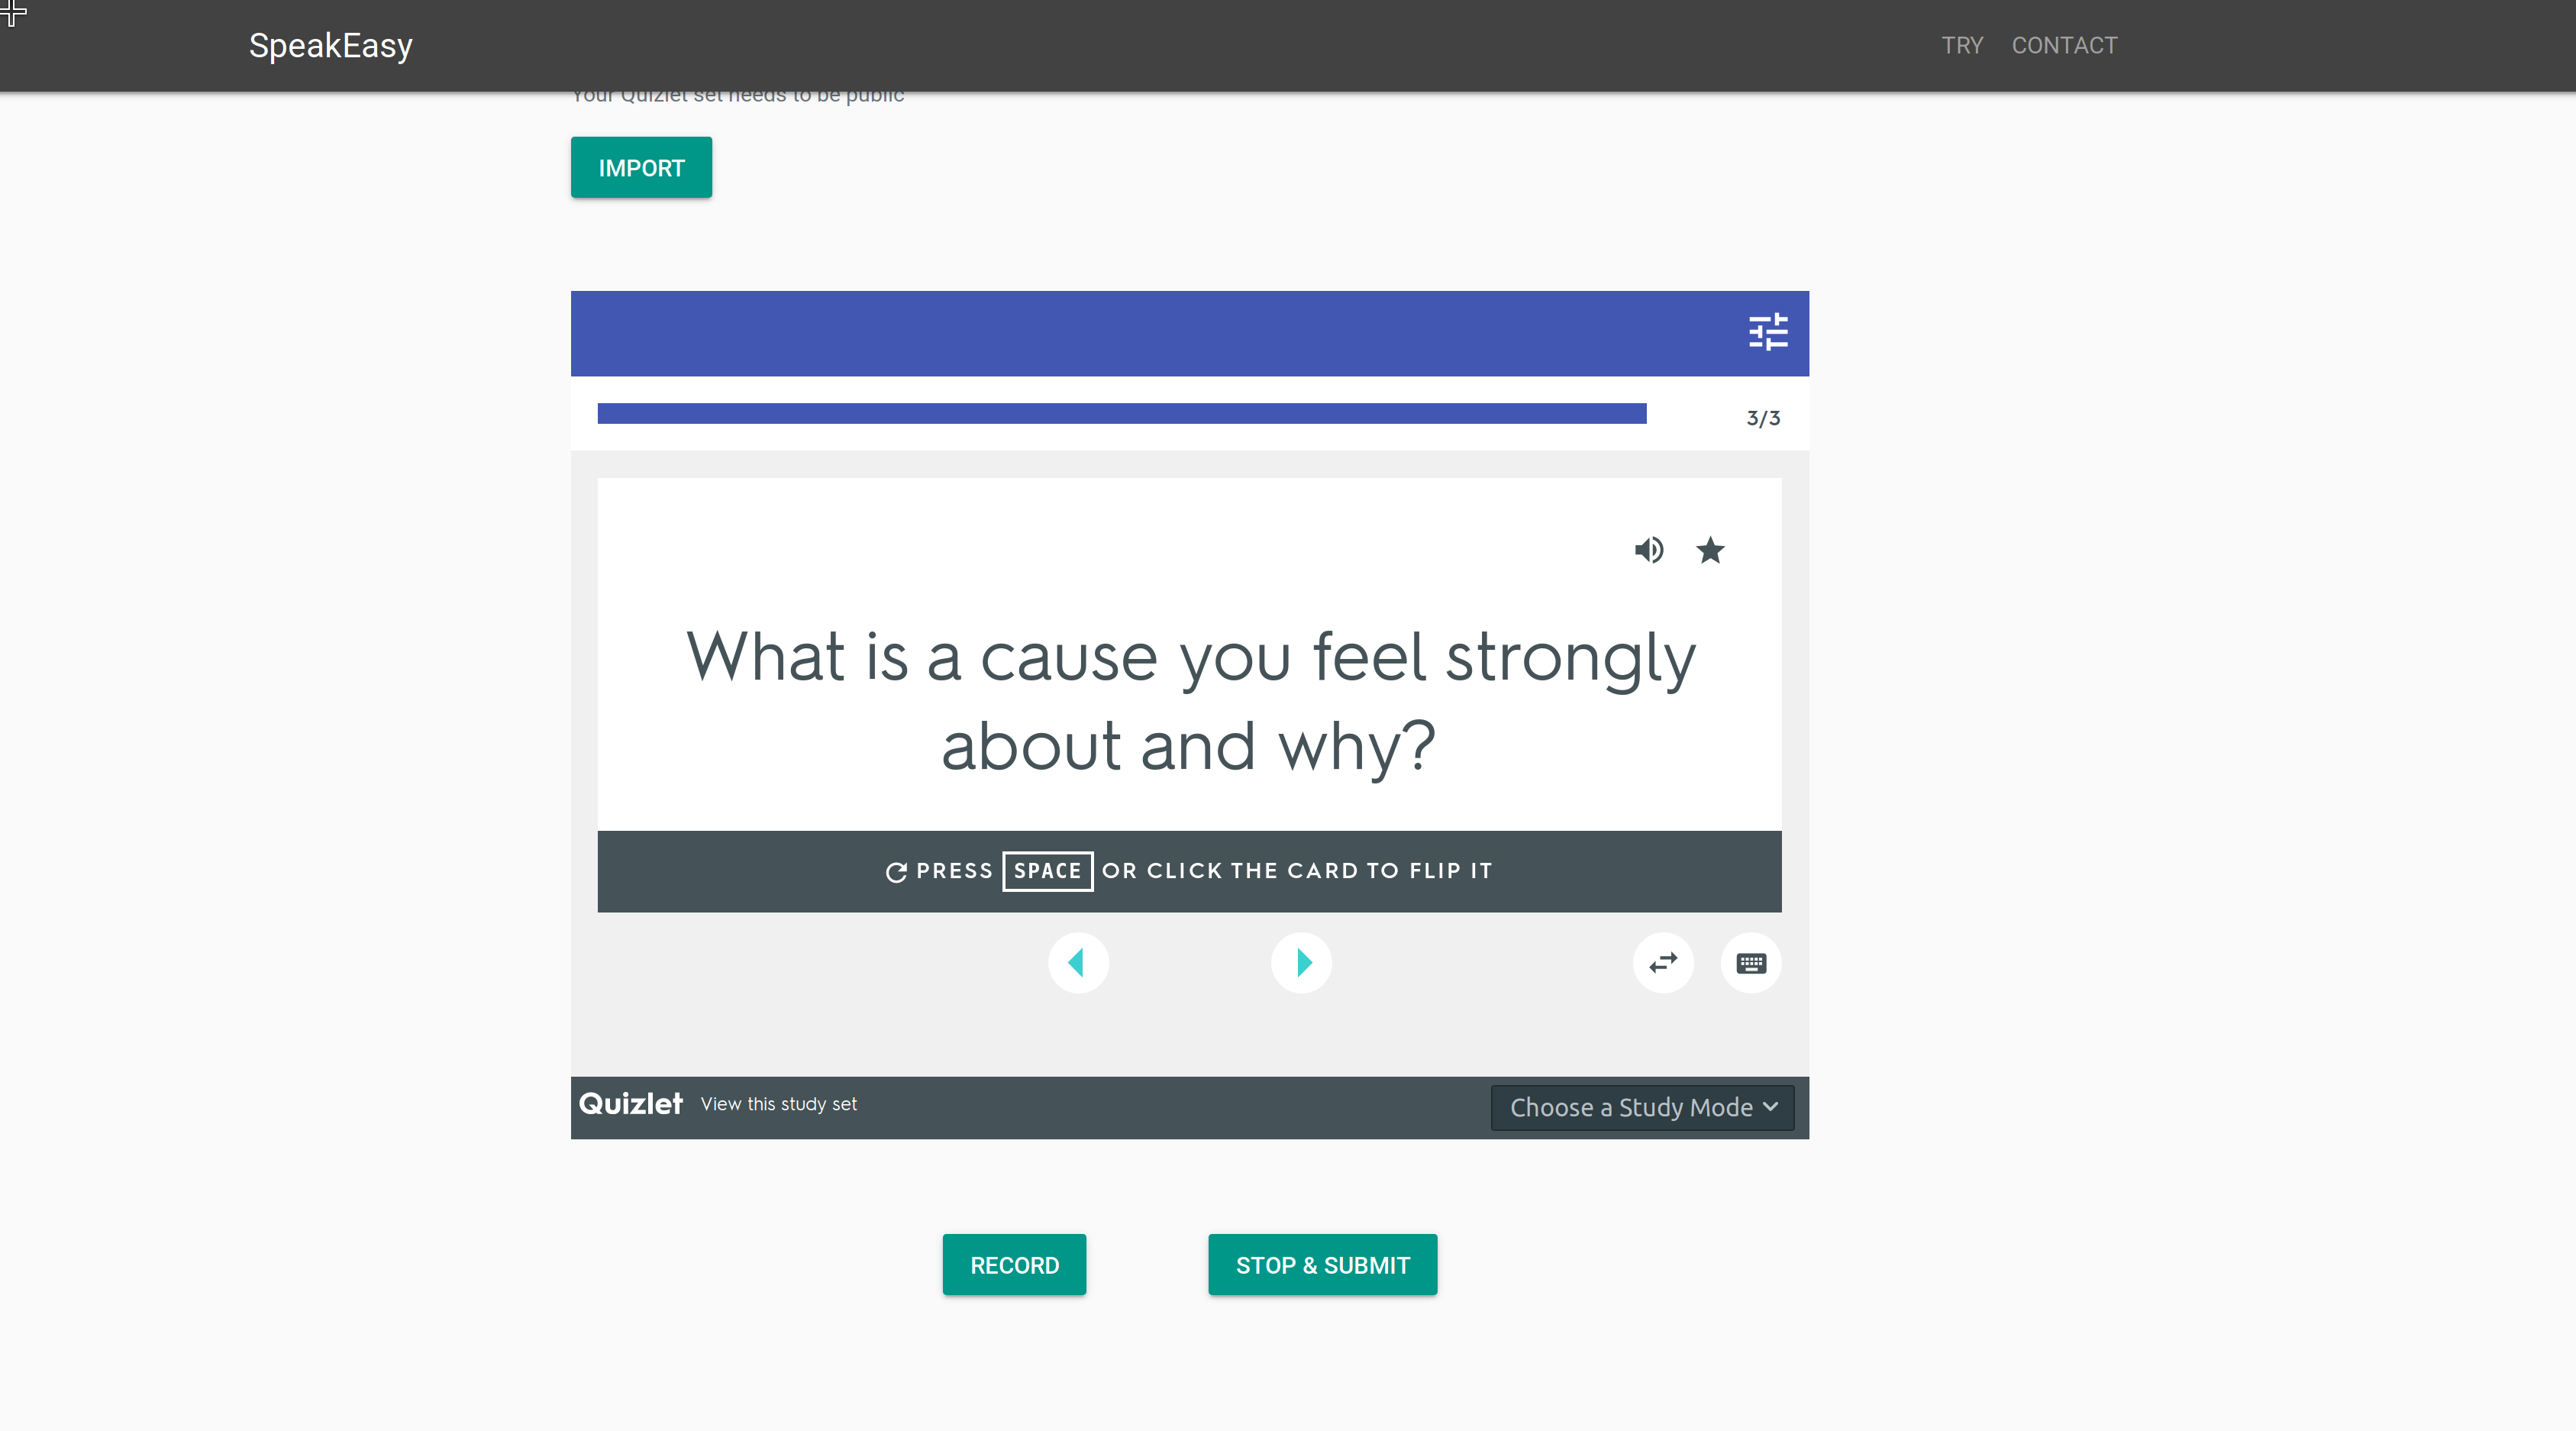 SpeakEasy
TRY CONTACT
Your Quizlet set needs to be public
IMPORT
3/3
What is a cause you feel strongly
about and why?
PRESS SPACE OR CLICK THE CARD TO FLIP IT
Quizlet View this study set
Choose a Study Mode
RECORD
STOP & SUBMIT